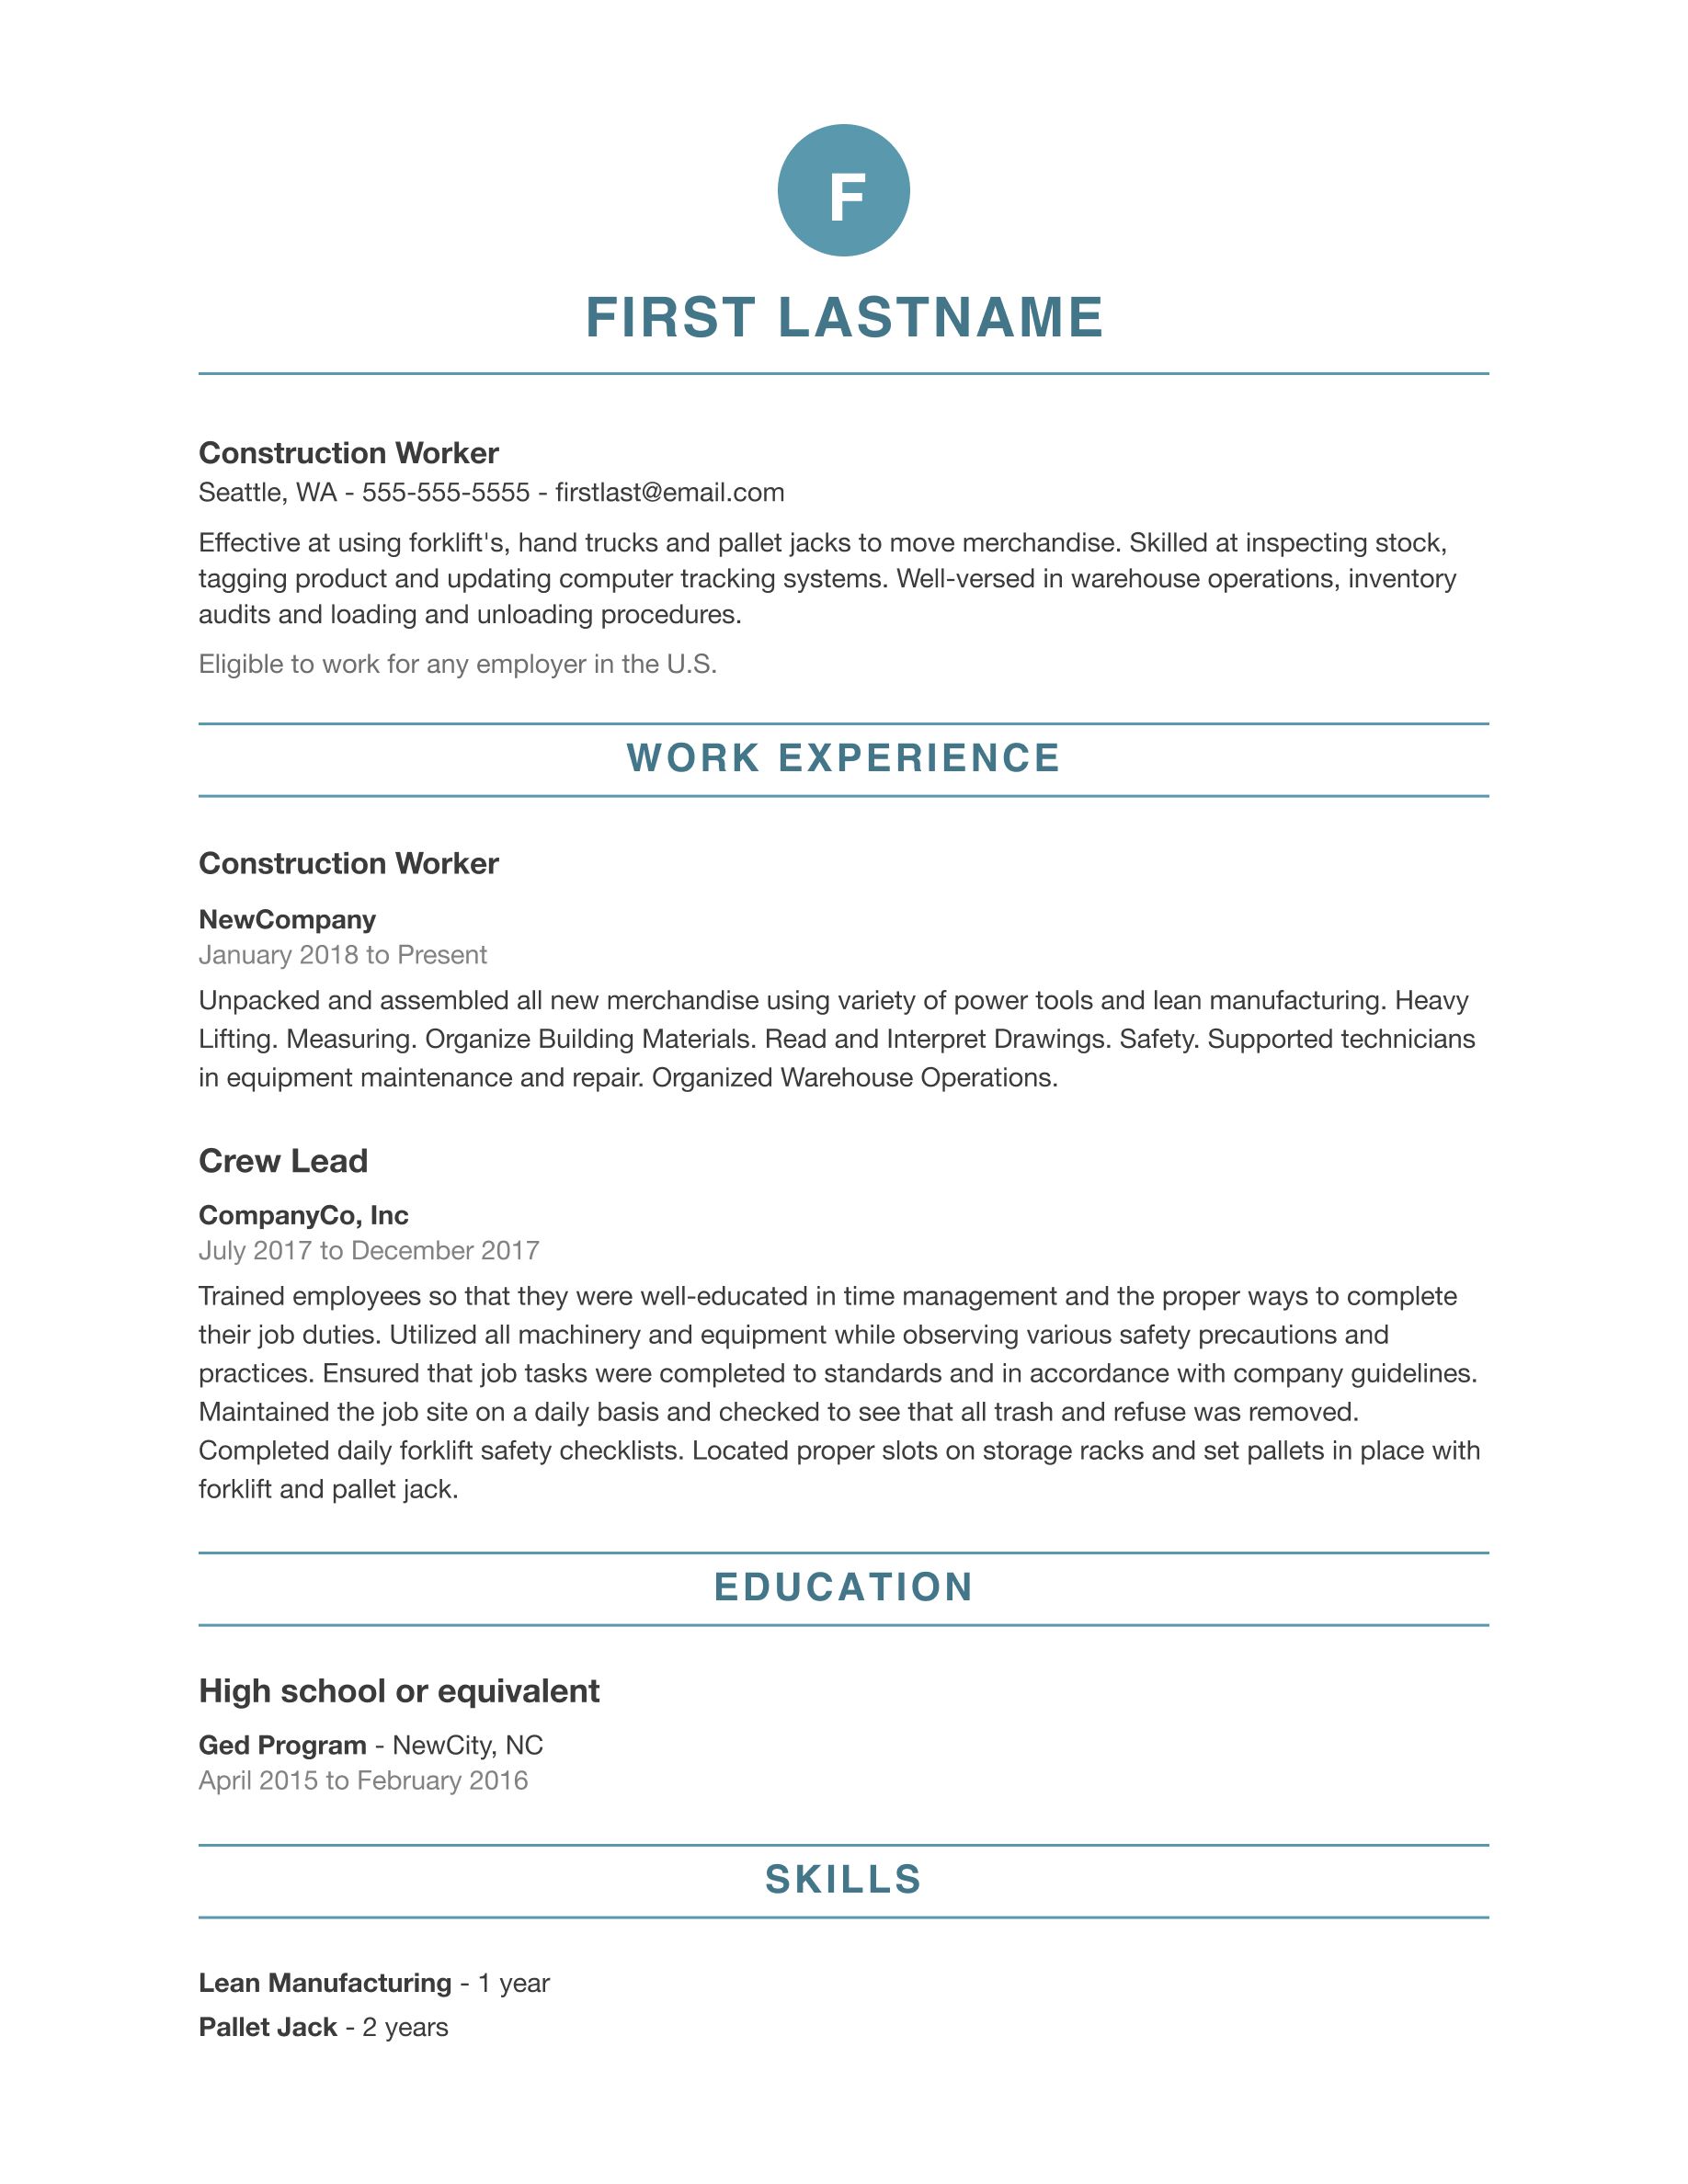 F
FIRST LASTNAME
Construction Worker
Seattle, WA - 555-555-5555 - firstlast@email.com
Effective at using forklift's, hand trucks and pallet jacks to move merchandise. Skilled at inspecting stock,
tagging product and updating computer tracking systems. Well-versed in warehouse operations, inventory
audits and loading and unloading procedures.
Eligible to work for any employer in the U.S.
WORK EXPERIENCE
Construction Worker
NewCompany
January 2018 to Present
Unpacked and assembled all new merchandise using variety of power tools and lean manufacturing. Heavy
Lifting. Measuring. Organize Building Materials. Read and Interpret Drawings. Safety. Supported technicians
in equipment maintenance and repair. Organized Warehouse Operations.
Crew Lead
CompanyCo, Inc
July 2017 to December 2017
Trained employees so that they were well-educated in time management and the proper ways to complete
their job duties. Utilized all machinery and equipment while observing various safety precautions and
practices. Ensured that job tasks were completed to standards and in accordance with company guidelines.
Maintained the job site on a daily basis and checked to see that all trash and refuse was removed.
Completed daily forklift safety checklists. Located proper slots on storage racks and set pallets in place with
forklift and pallet jack.
EDUCATION
High school or equivalent
Ged Program - NewCity, NC
April 2015 to February 2016
SKILLS
Lean Manufacturing - 1 year
Pallet Jack - 2 years